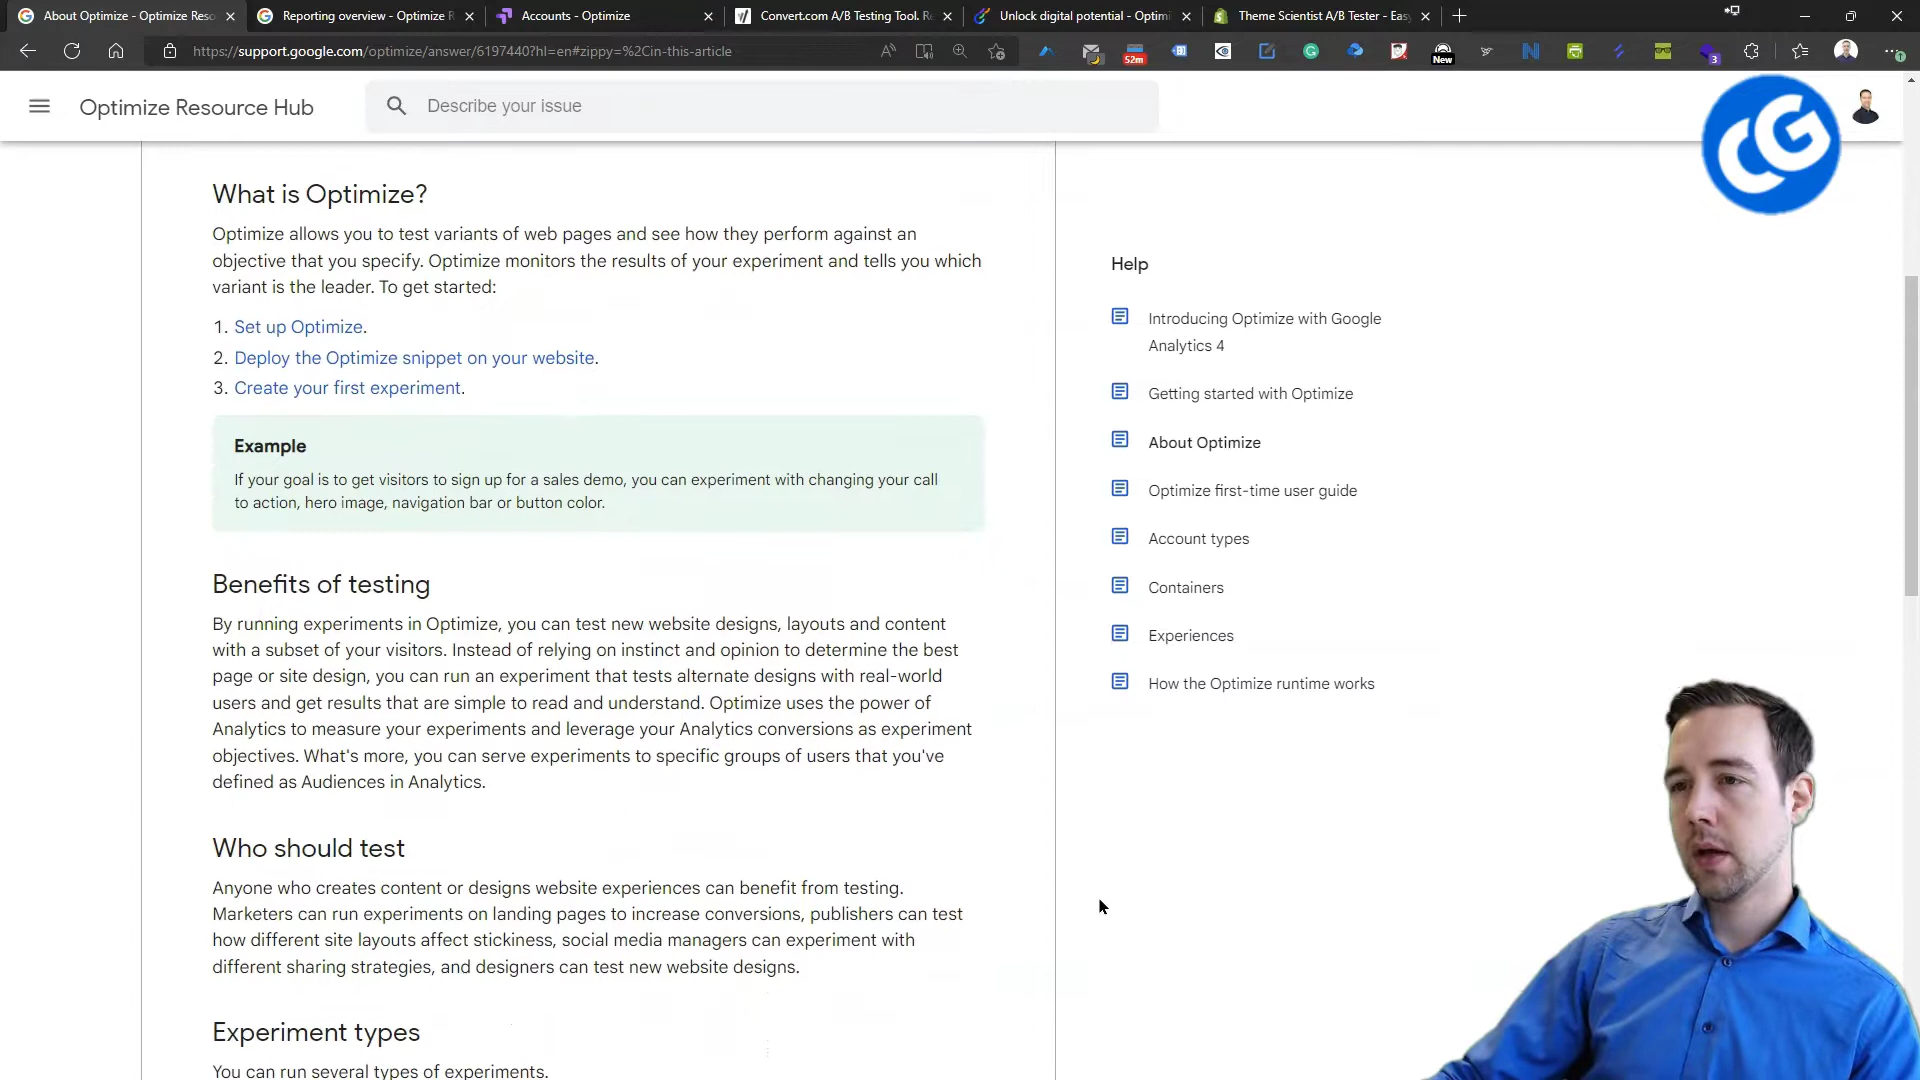 About Optimize - Optimize Reso
Reporting overview - Optimize R
Accounts - Optimize
Convert.com A/B Testing Tool. R
Unlock digital potential - Optimi
Theme Scientist A/B Tester - Easy
https://support.google.com/optimize/answer/6197440?hl=en#zippy=%2Cin-this-article
52m
New
3
1
Optimize Resource Hub
Describe your issue
CG
What is Optimize?
Optimize allows you to test variants of web pages and see how they perform against an
objective that you specify. Optimize monitors the results of your experiment and tells you which
variant is the leader. To get started:
1. Set up Optimize.
2. Deploy the Optimize snippet on your website.
3. Create your first experiment.
Example
If your goal is to get visitors to sign up for a sales demo, you can experiment with changing your call
to action, hero image, navigation bar or button color.
Benefits of testing
By running experiments in Optimize, you can test new website designs, layouts and content
with a subset of your visitors. Instead of relying on instinct and opinion to determine the best
page or site design, you can run an experiment that tests alternate designs with real-world
users and get results that are simple to read and understand. Optimize uses the power of
Analytics to measure your experiments and leverage your Analytics conversions as experiment
objectives. What's more, you can serve experiments to specific groups of users that you've
defined as Audiences in Analytics.
Who should test
Anyone who creates content or designs website experiences can benefit from testing.
Marketers can run experiments on landing pages to increase conversions, publishers can test
how different site layouts affect stickiness, social media managers can experiment with
different sharing strategies, and designers can test new website designs.
Experiment types
You can run several types of experiments.
Help
Introducing Optimize with Google
Analytics 4
Getting started with Optimize
About Optimize
Optimize first-time user guide
Account types
Containers
Experiences
How the Optimize runtime works